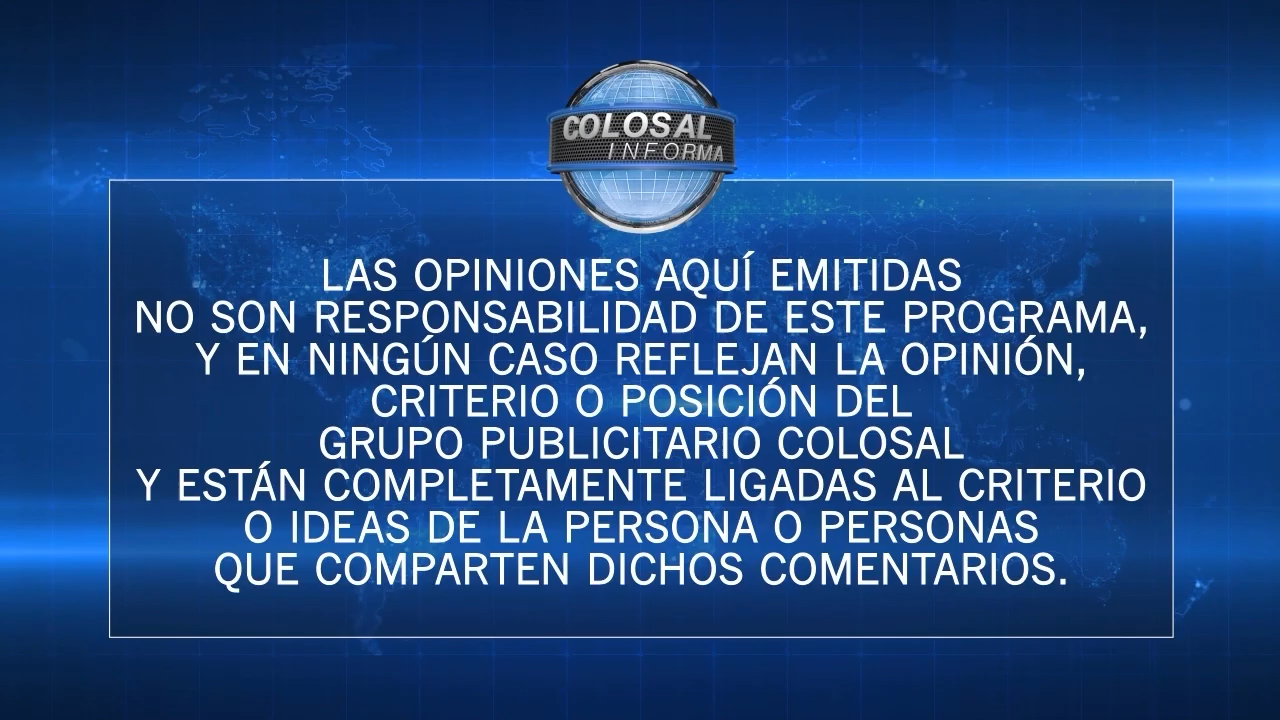 COLOSAL
INFORMA
LAS OPINIONES AQUÍ EMITIDAS
NO SON RESPONSABILIDAD DE ESTE PROGRAMA,
Y EN NINGÚN CASO REFLEJAN LA OPINIÓN,
CRITERIO O POSICIÓN DEL
GRUPO PUBLICITARIO COLOSAL
Y ESTÁN COMPLETAMENTE LIGADAS AL CRITERIO
O IDEAS DE LA PERSONA O PERSONAS
QUE COMPARTEN DICHOS COMENTARIOS.